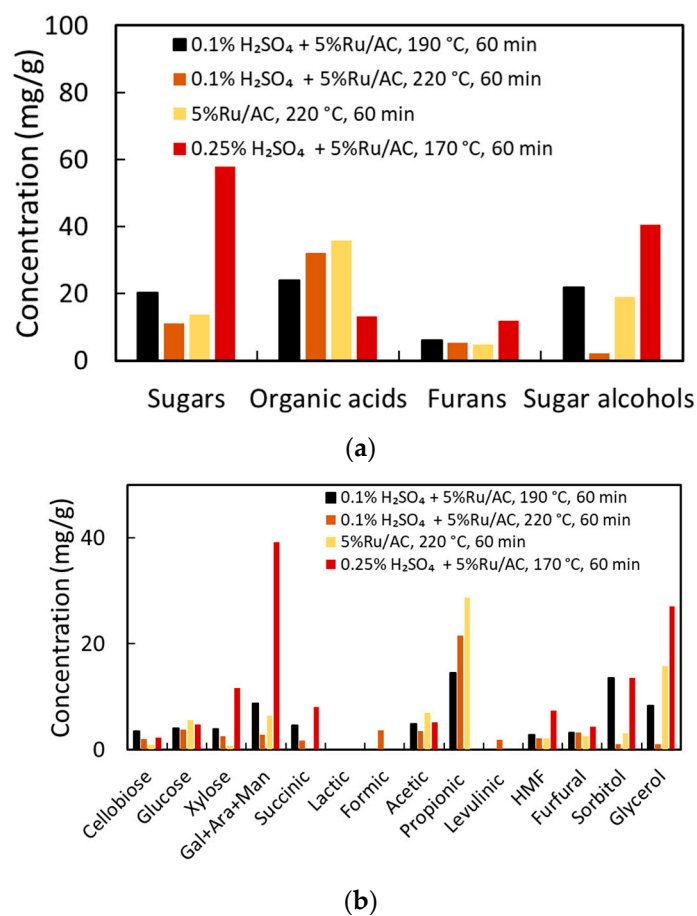 (a)
Concentration (mg/g)
100
80
60
40
20
0
0.1% H₂SO₄ + 5%Ru/AC, 190 °C, 60 min
0.1% H₂SO₄ + 5%Ru/AC, 220 °C, 60 min
5%Ru/AC, 220 °C, 60 min
0.25% H₂SO₄ + 5%Ru/AC, 170 °C, 60 min
Sugars Organic acids Furans Sugar alcohols
(b)
Concentration (mg/g)
40
20
0
0.1% H₂SO₄ + 5%Ru/AC, 190 °C, 60 min
0.1% H₂SO₄ + 5%Ru/AC, 220 °C, 60 min
5%Ru/AC, 220 °C, 60 min
0.25% H₂SO₄ + 5%Ru/AC, 170 °C, 60 min
Cellobiose
Glucose
Xylose
Gal+Ara+Man
Succinic
Lactic
Formic
Acetic
Propionic
Levulinic
HMF
Furfural
Sorbitol
Glycerol